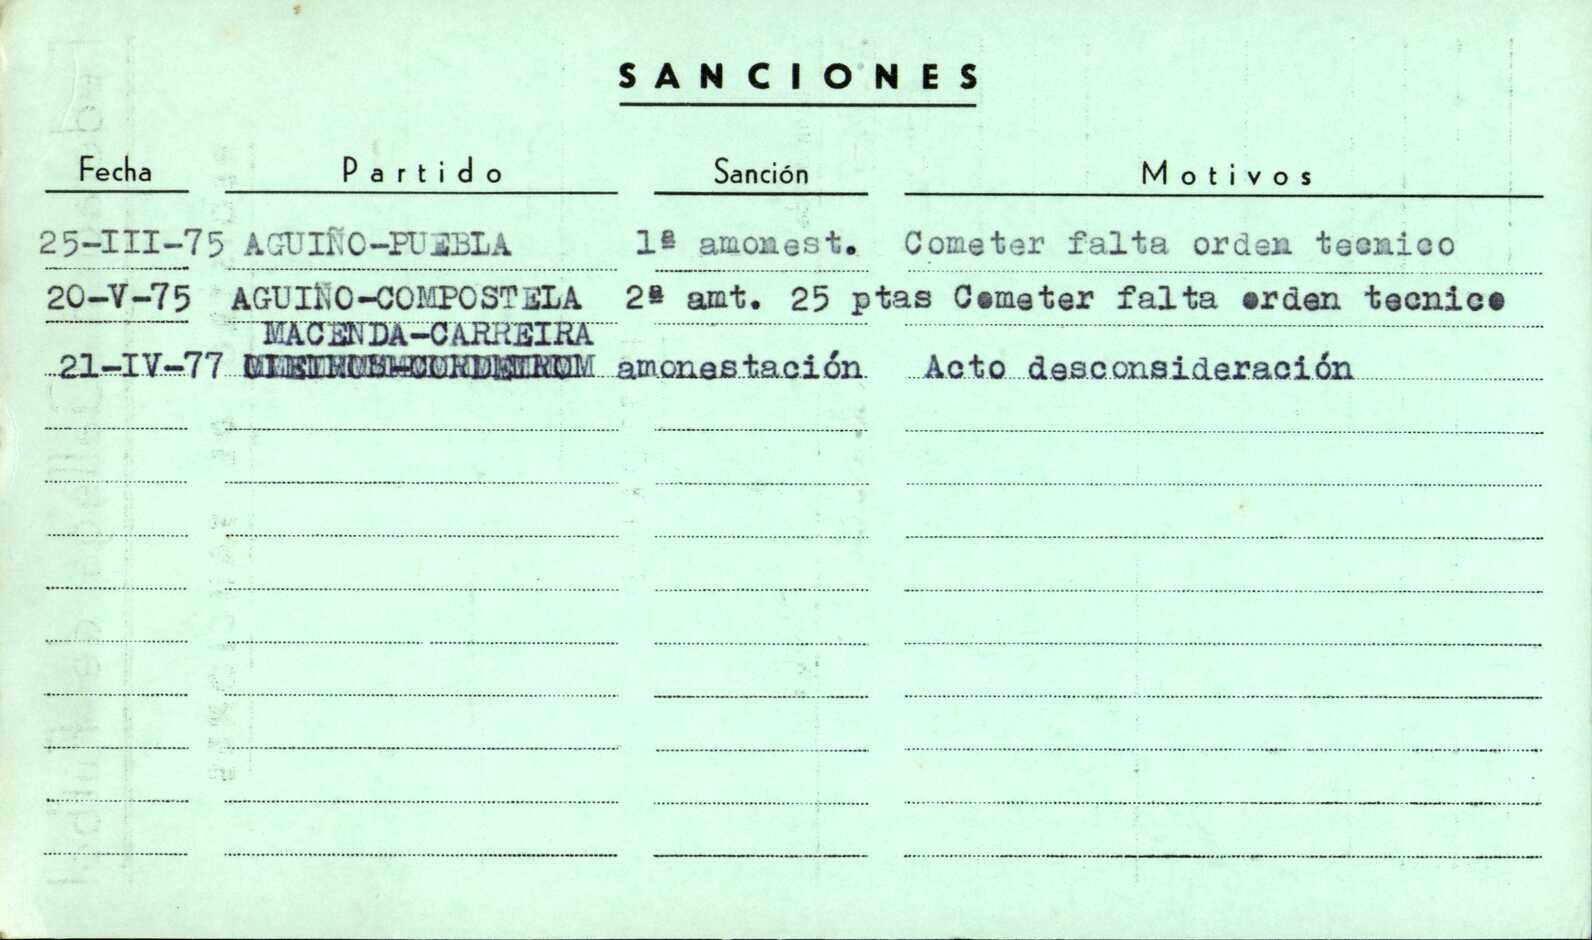 SANCIONES
Fecha Partido Sanción Motivos
25-III-75 AGUIÑO-PUEBLA 1ª amonest. Cometer falta orden tecnico
20-V-75 AGUIÑO-COMPOSTELA 2ª amt. 25 ptas Cometer falta orden tecnico
MACENDA-CARREIRA
21-IV-77 amonestación Acto desconsideración